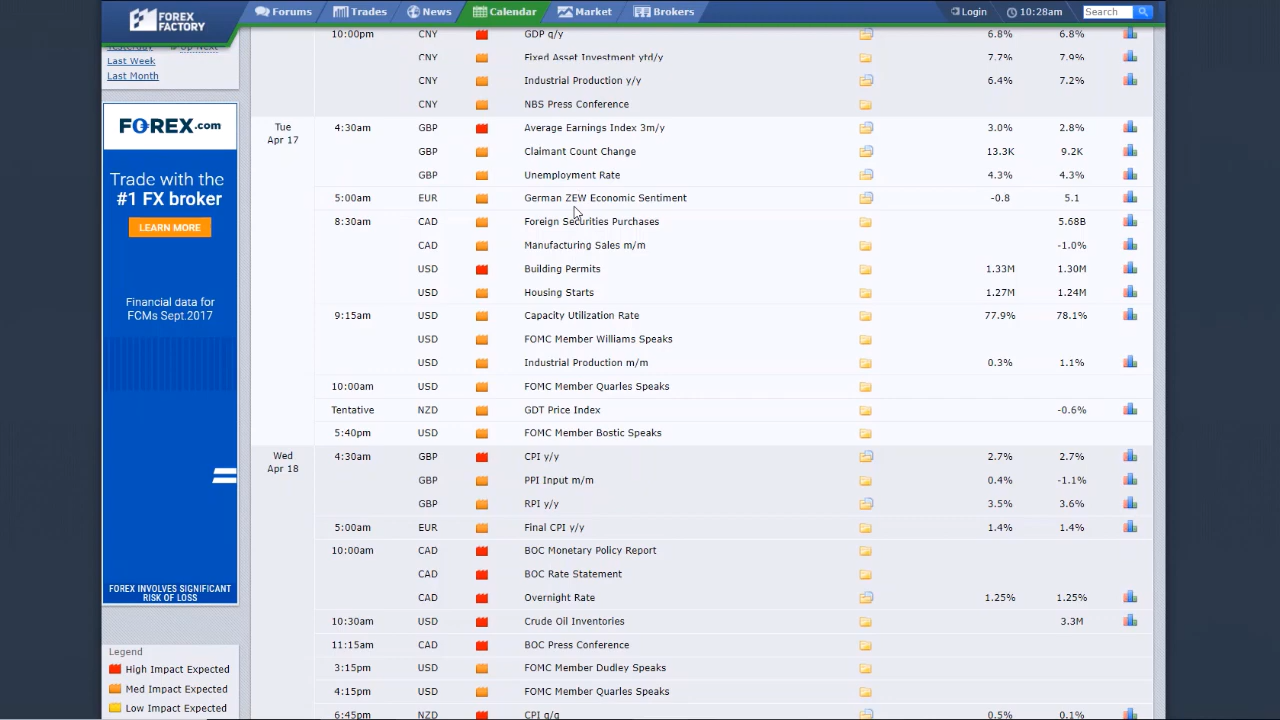 FOREX FACTORY
Forums Trades News Calendar Market Brokers Login 10:28am Search
Yesterday Up Next
Last Week
Last Month
FOREX.com
Trade with the
#1 FX broker
LEARN MORE
Financial data for
FCMs Sept.2017
FOREX INVOLVES SIGNIFICANT
RISK OF LOSS
Legend
High Impact Expected
Med Impact Expected
Low Impact Expected
10:00pm CNY GDP q/y 6.8% 6.8%
CNY Fixed Asset Investment ytd/y 7.7% 7.9%
CNY Industrial Production y/y 6.4% 7.2%
CNY NBS Press Conference
Tue
Apr 17
4:30am GBP Average Earnings Index 3m/y 3.0% 2.8%
GBP Claimant Count Change 13.3K 9.2K
GBP Unemployment Rate 4.3% 4.3%
5:00am EUR German ZEW Economic Sentiment -0.8 5.1
8:30am CAD Foreign Securities Purchases 5.68B
CAD Manufacturing Sales m/m -1.0%
USD Building Permits 1.33M 1.30M
USD Housing Starts 1.27M 1.24M
9:15am USD Capacity Utilization Rate 77.9% 78.1%
USD FOMC Member Williams Speaks
USD Industrial Production m/m 0.3% 1.1%
10:00am USD FOMC Member Quarles Speaks
Tentative NZD GDT Price Index -0.6%
5:40pm USD FOMC Member Bostic Speaks
Wed
Apr 18
4:30am GBP CPI y/y 2.7% 2.7%
GBP PPI Input m/m 0.4% -1.1%
GBP RPI y/y 3.5% 3.6%
5:00am EUR Final CPI y/y 1.4% 1.4%
10:00am CAD BOC Monetary Policy Report
CAD BOC Rate Statement
CAD Overnight Rate 1.25% 1.25%
10:30am USD Crude Oil Inventories 3.3M
11:15am CAD BOC Press Conference
3:15pm USD FOMC Member Dudley Speaks
4:15pm USD FOMC Member Quarles Speaks
6:45pm NZD CPI q/q 0.5% 0.1%